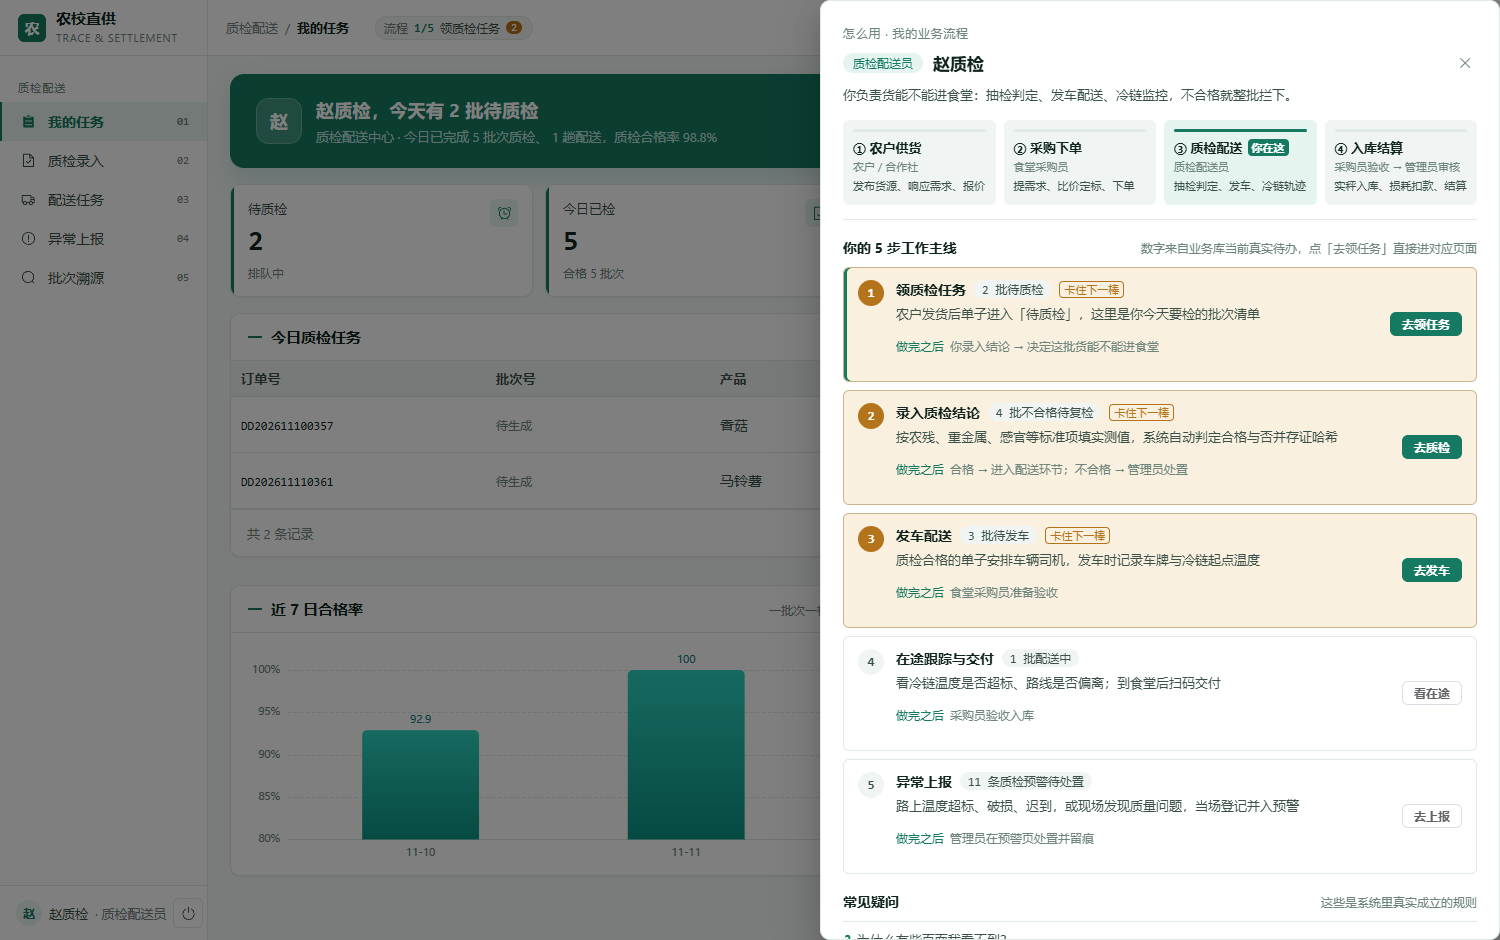 农
农校直供
TRACE & SETTLEMENT
质检配送
我的任务 01
质检录入 02
配送任务 03
异常上报 04
批次溯源 05
赵 赵质检 · 质检配送员
质检配送 / 我的任务 流程 1/5 领质检任务 2
赵
赵质检，今天有 2 批待质检
质检配送中心 · 今日已完成 5 批次质检、 1 趟配送，质检合格率 98.8%
待质检
2
排队中
今日已检
5
合格 5 批次
今日质检任务
订单号 批次号 产品
DD202611100357 待生成 香菇
DD202611110361 待生成 马铃薯
共 2 条记录
近 7 日合格率 一批次一
100%
95%
90%
85%
80%
92.9
100
11-10
11-11
怎么用 · 我的业务流程
质检配送员 赵质检
你负责货能不能进食堂：抽检判定、发车配送、冷链监控，不合格就整批拦下。
① 农户供货
农户 / 合作社
发布货源、响应需求、报价
② 采购下单
食堂采购员
提需求、比价定标、下单
③ 质检配送 你在这
质检配送员
抽检判定、发车、冷链轨迹
④ 入库结算
采购员验收 → 管理员审核
实秤入库、损耗扣款、结算
你的 5 步工作主线 数字来自业务库当前真实待办，点「去领任务」直接进对应页面
1 领质检任务 2 批待质检 卡住下一棒
农户发货后单子进入「待质检」，这里是你今天要检的批次清单
做完之后 你录入结论 → 决定这批货能不能进食堂
去领任务
2 录入质检结论 4 批不合格待复检 卡住下一棒
按农残、重金属、感官等标准项填实测值，系统自动判定合格与否并存证哈希
做完之后 合格 → 进入配送环节；不合格 → 管理员处置
去质检
3 发车配送 3 批待发车 卡住下一棒
质检合格的单子安排车辆司机，发车时记录车牌与冷链起点温度
做完之后 食堂采购员准备验收
去发车
4 在途跟踪与交付 1 批配送中
看冷链温度是否超标、路线是否偏离；到食堂后扫码交付
做完之后 采购员验收入库
看在途
5 异常上报 11 条质检预警待处置
路上温度超标、破损、迟到，或现场发现质量问题，当场登记并入预警
做完之后 管理员在预警页处置并留痕
去上报
常见疑问 这些是系统里真实成立的规则
? 为什么有些页面我看不到？